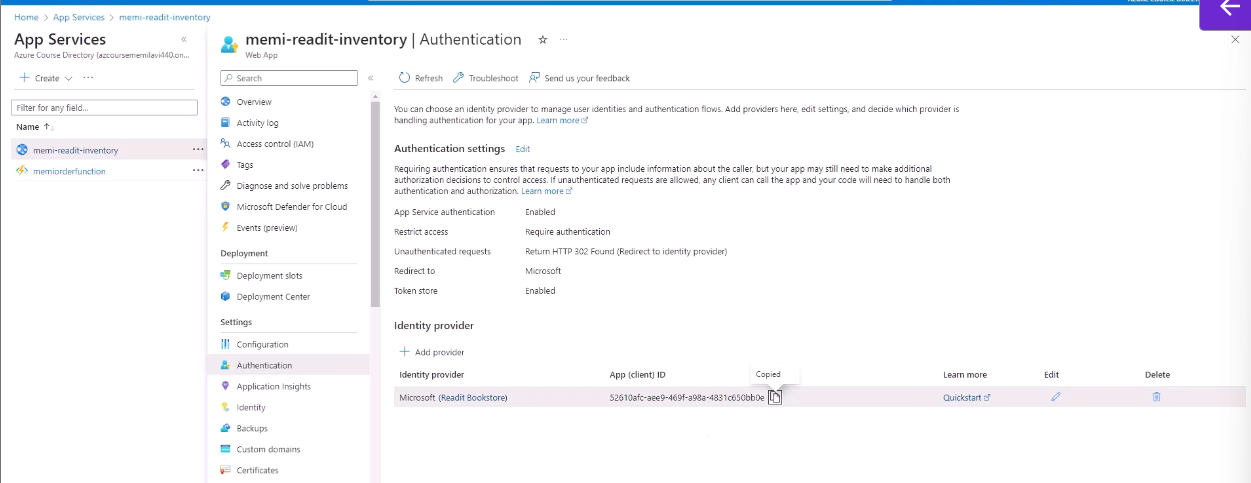 Home > App Services > memi-readit-inventory
App Services
«
Azure Course Directory (azcoursememilavi440.on...
Create
...
Filter for any field...
Name ↑↓
memi-readit-inventory ...
memiorderfunction ...
memi-readit-inventory | Authentication ☆ ...
Web App
Search
«
Overview
Activity log
Access control (IAM)
Tags
Diagnose and solve problems
Microsoft Defender for Cloud
Events (preview)
Deployment
Deployment slots
Deployment Center
Settings
Configuration
Authentication
Application Insights
Identity
Backups
Custom domains
Certificates
Refresh Troubleshoot Send us your feedback
You can choose an identity provider to manage user identities and authentication flows. Add providers here, edit settings, and decide which provider is
handling authentication for your app. Learn more
Authentication settings Edit
Requiring authentication ensures that requests to your app include information about the caller, but your app may still need to make additional
authorization decisions to control access. If unauthenticated requests are allowed, any client can call the app and your code will need to handle both
authentication and authorization. Learn more
App Service authentication Enabled
Restrict access Require authentication
Unauthenticated requests Return HTTP 302 Found (Redirect to identity provider)
Redirect to Microsoft
Token store Enabled
Identity provider
Add provider
Copied
Identity provider App (client) ID Learn more Edit Delete
Microsoft (Readit Bookstore) 52610afc-aee9-469f-a98a-4831c650bb0e Quickstart